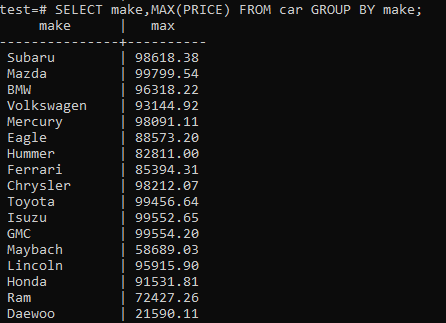 test=# SELECT make,MAX(PRICE) FROM car GROUP BY make;
make | max
----------------+----------
Subaru | 98618.38
Mazda | 99799.54
BMW | 96318.22
Volkswagen | 93144.92
Mercury | 98091.11
Eagle | 88573.20
Hummer | 82811.00
Ferrari | 85394.31
Chrysler | 98212.07
Toyota | 99456.64
Isuzu | 99552.65
GMC | 99554.20
Maybach | 58689.03
Lincoln | 95915.90
Honda | 91531.81
Ram | 72427.26
Daewoo | 21590.11